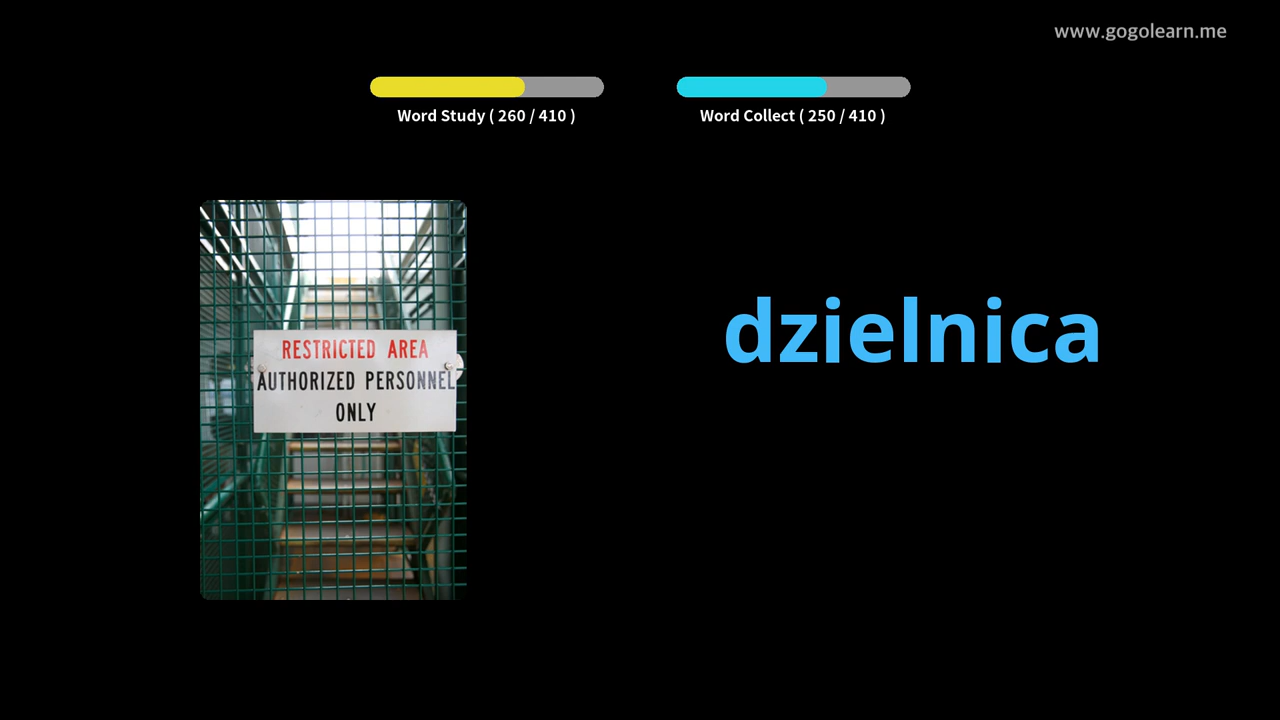 www.gogolearn.me
Word Study ( 260 / 410 )
Word Collect ( 250 / 410 )
RESTRICTED AREA
AUTHORIZED PERSONNEL
ONLY
dzielnica